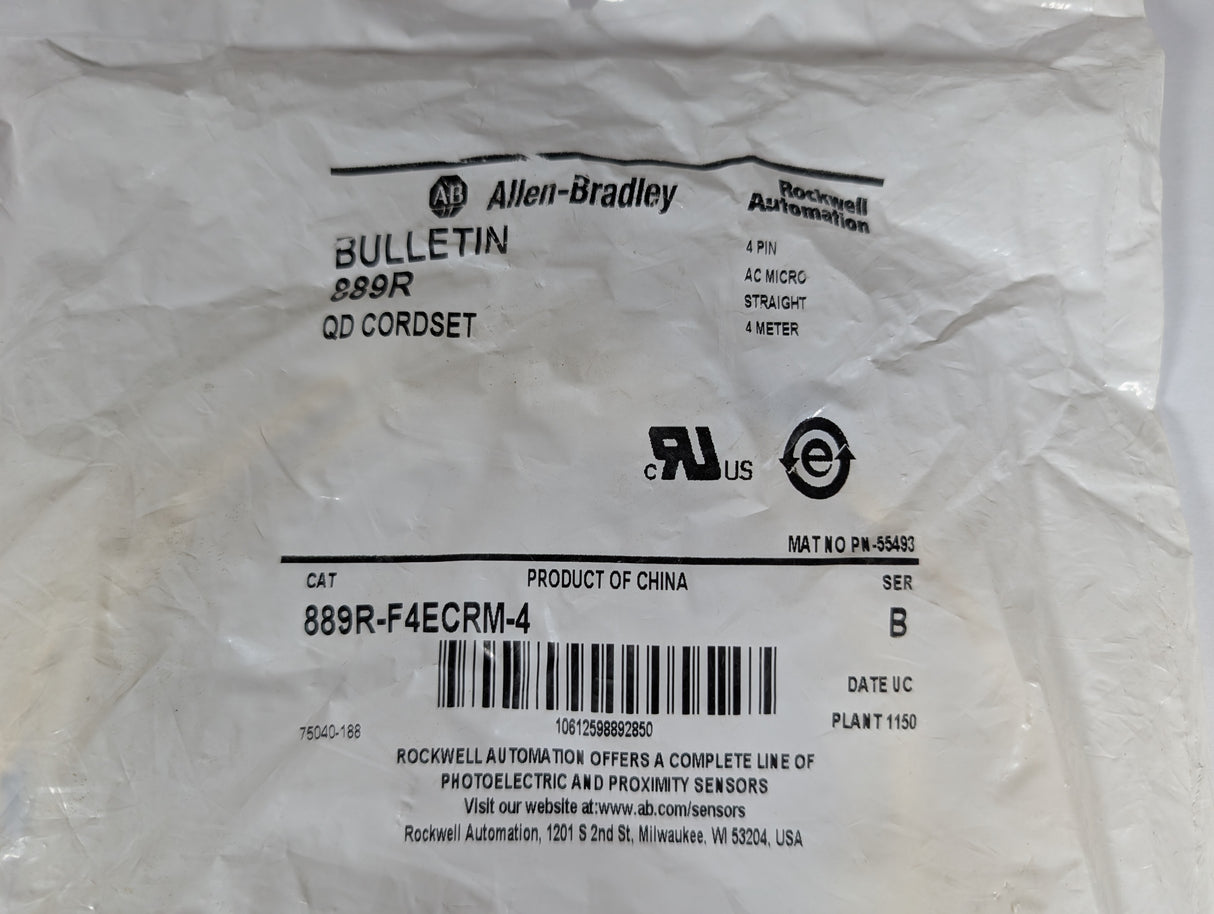 AB Allen-Bradley
Rockwell
Automation
BULLETIN
889R
QD CORDSET
4 PIN
AC MICRO
STRAIGHT
4 METER
c RU US
e
MAT NO PN-55493
CAT
PRODUCT OF CHINA
SER
889R-F4ECRM-4
B
DATE UC
PLANT 1150
75040-188
10612598892850
ROCKWELL AUTOMATION OFFERS A COMPLETE LINE OF
PHOTOELECTRIC AND PROXIMITY SENSORS
Visit our website at:www.ab.com/sensors
Rockwell Automation, 1201 S 2nd St, Milwaukee, WI 53204, USA